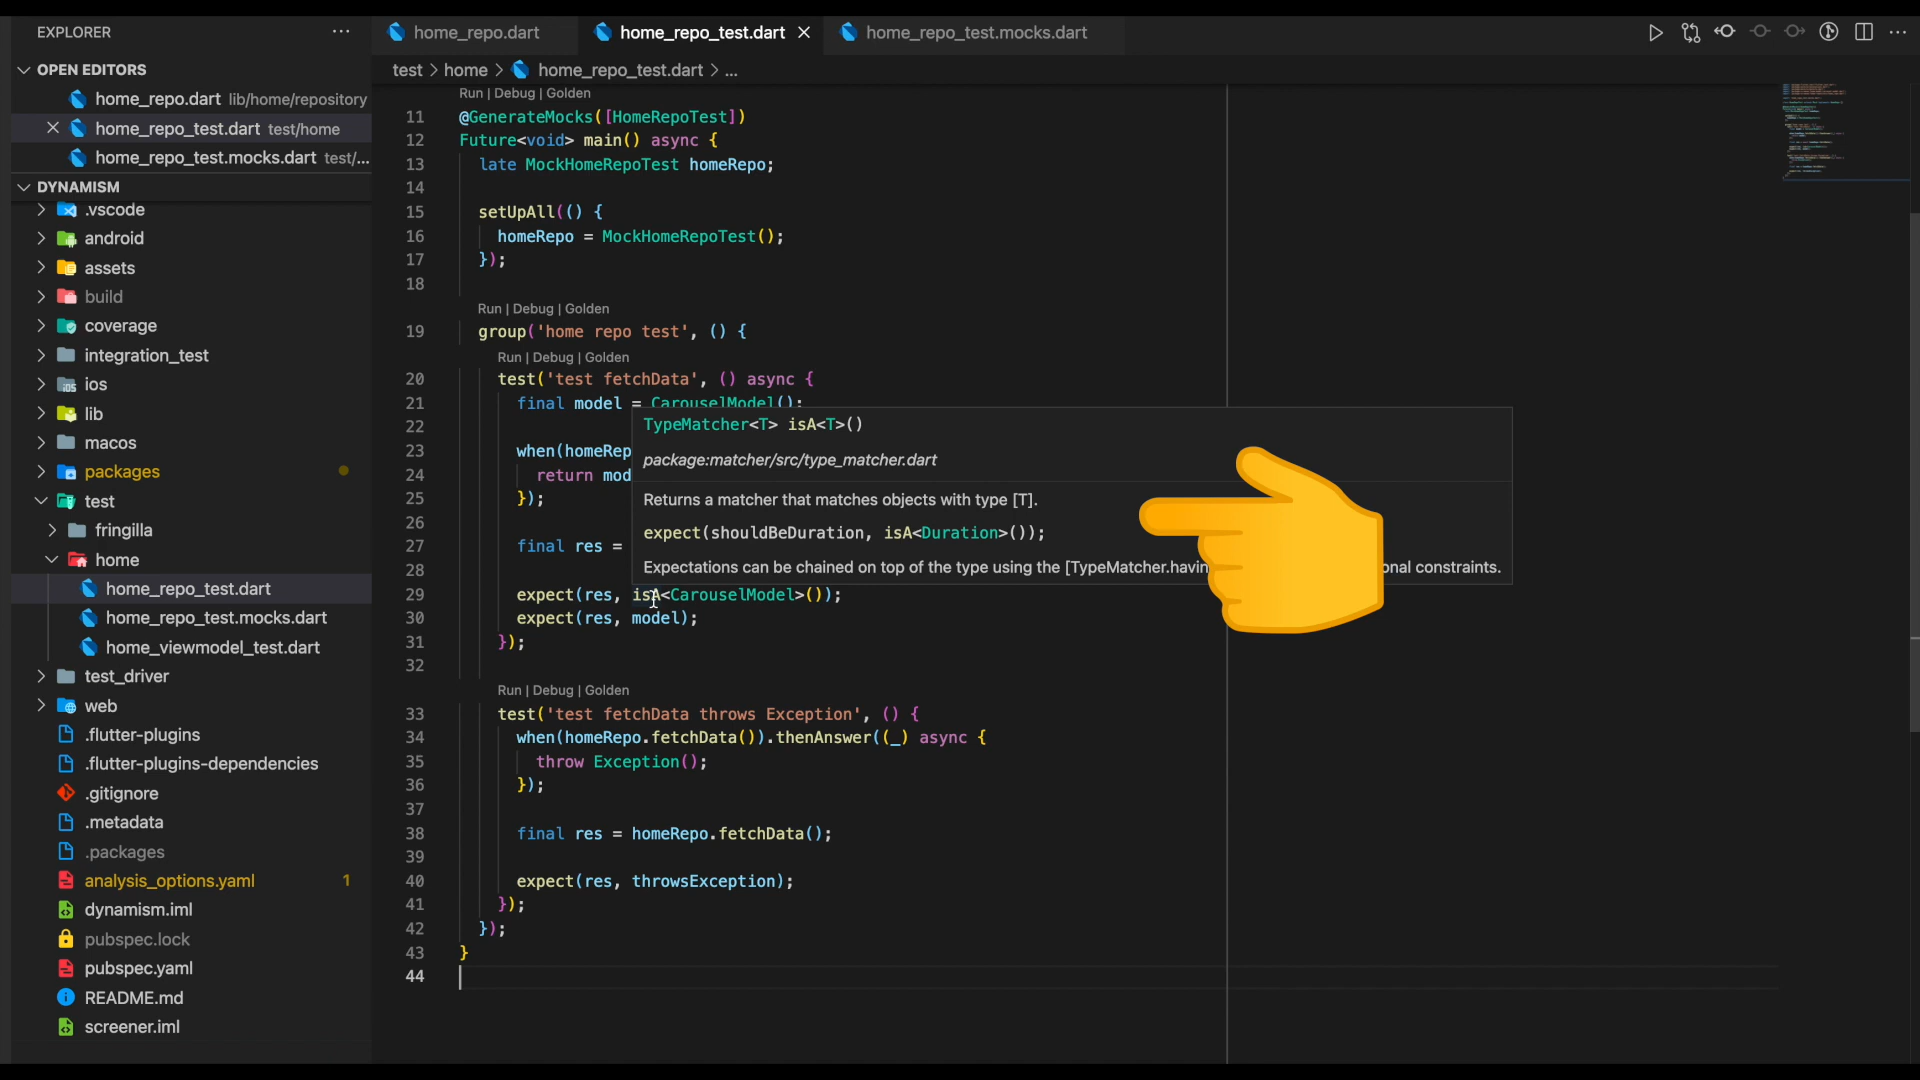 EXPLORER
OPEN EDITORS
home_repo.dart lib/home/repository
home_repo_test.dart test/home
home_repo_test.mocks.dart test/...
DYNAMISM
.vscode
android
assets
build
coverage
integration_test
ios
lib
macos
packages
test
fringilla
home
home_repo_test.dart
home_repo_test.mocks.dart
home_viewmodel_test.dart
test_driver
web
.flutter-plugins
.flutter-plugins-dependencies
.gitignore
.metadata
.packages
analysis_options.yaml 1
dynamism.iml
pubspec.lock
pubspec.yaml
README.md
screener.iml
home_repo.dart
home_repo_test.dart
home_repo_test.mocks.dart
test > home > home_repo_test.dart > ...
Run | Debug | Golden
11 @GenerateMocks([HomeRepoTest])
12 Future<void> main() async {
13 late MockHomeRepoTest homeRepo;
14
15 setUpAll(() {
16 homeRepo = MockHomeRepoTest();
17 });
18
Run | Debug | Golden
19 group('home repo test', () {
Run | Debug | Golden
20 test('test fetchData', () async {
21 final model = CarouselModel();
22
23 when(homeRep
24 return mod
25 });
26
27 final res =
28
TypeMatcher<T> isA<T>()
package:matcher/src/type_matcher.dart
Returns a matcher that matches objects with type [T].
expect(shouldBeDuration, isA<Duration>());
Expectations can be chained on top of the type using the [TypeMatcher.havin onal constraints.
29 expect(res, isA<CarouselModel>());
30 expect(res, model);
31 });
32
Run | Debug | Golden
33 test('test fetchData throws Exception', () {
34 when(homeRepo.fetchData()).thenAnswer((_) async {
35 throw Exception();
36 });
37
38 final res = homeRepo.fetchData();
39
40 expect(res, throwsException);
41 });
42 });
43 }
44